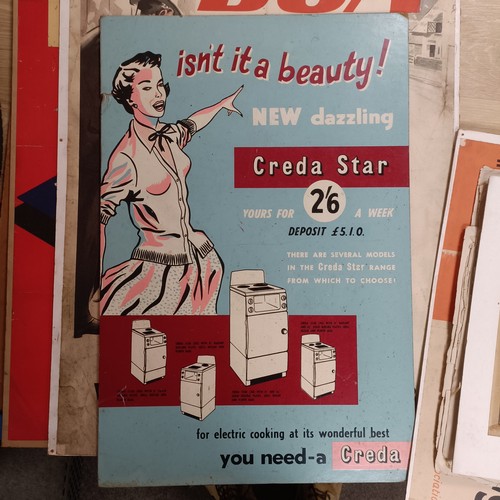 isn't it a beauty!
NEW dazzling
Creda Star
YOURS FOR 2'6 A WEEK
DEPOSIT £5.1.0.
THERE ARE SEVERAL MODELS
IN THE Creda Star RANGE
FROM WHICH TO CHOOSE!
for electric cooking at its wonderful best
you need-a Creda